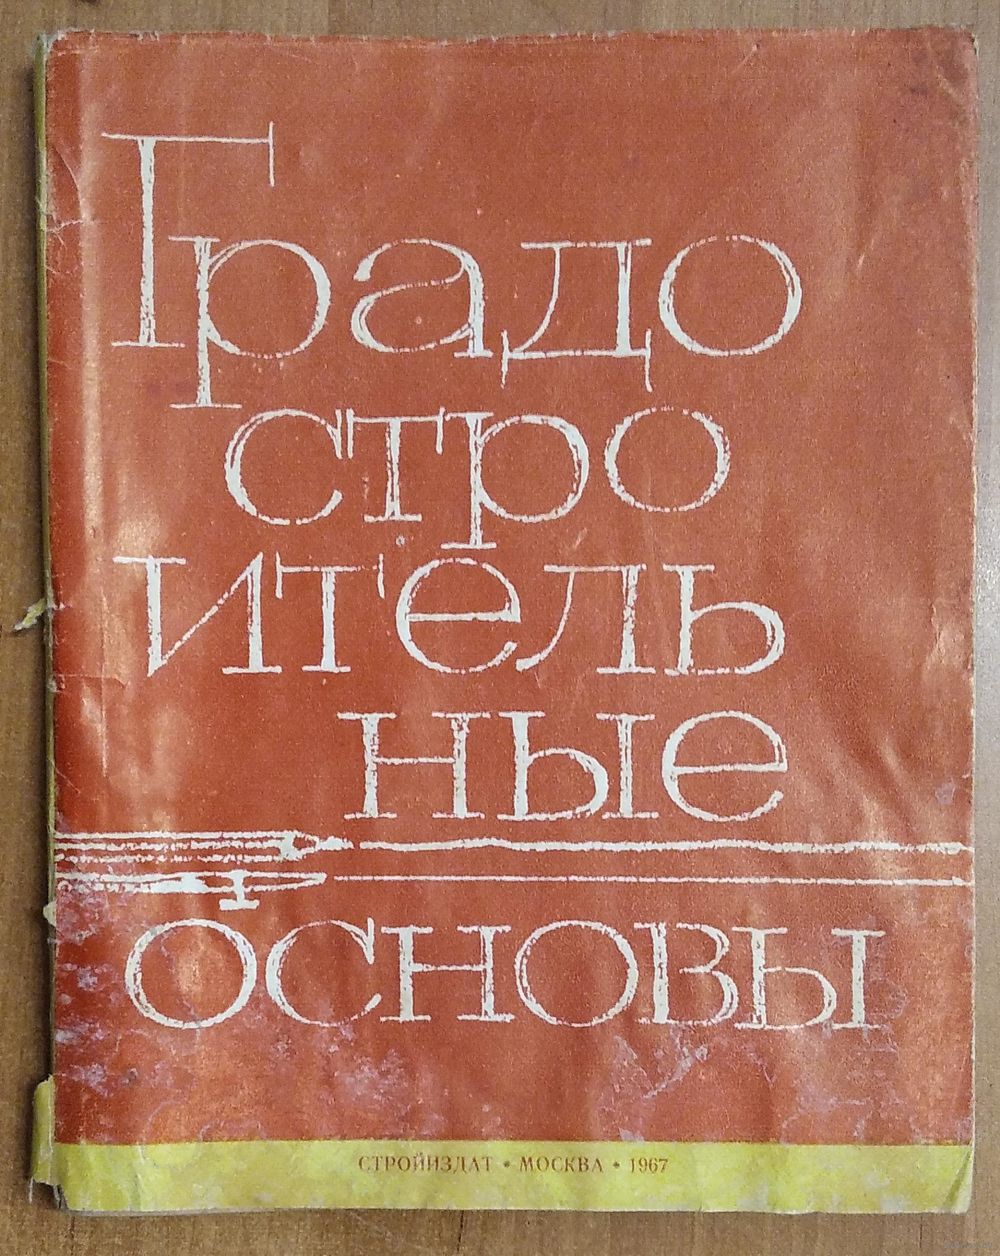 Градо
стро
итель
ные
основы
СТРОЙИЗДАТ • МОСКВА • 1967